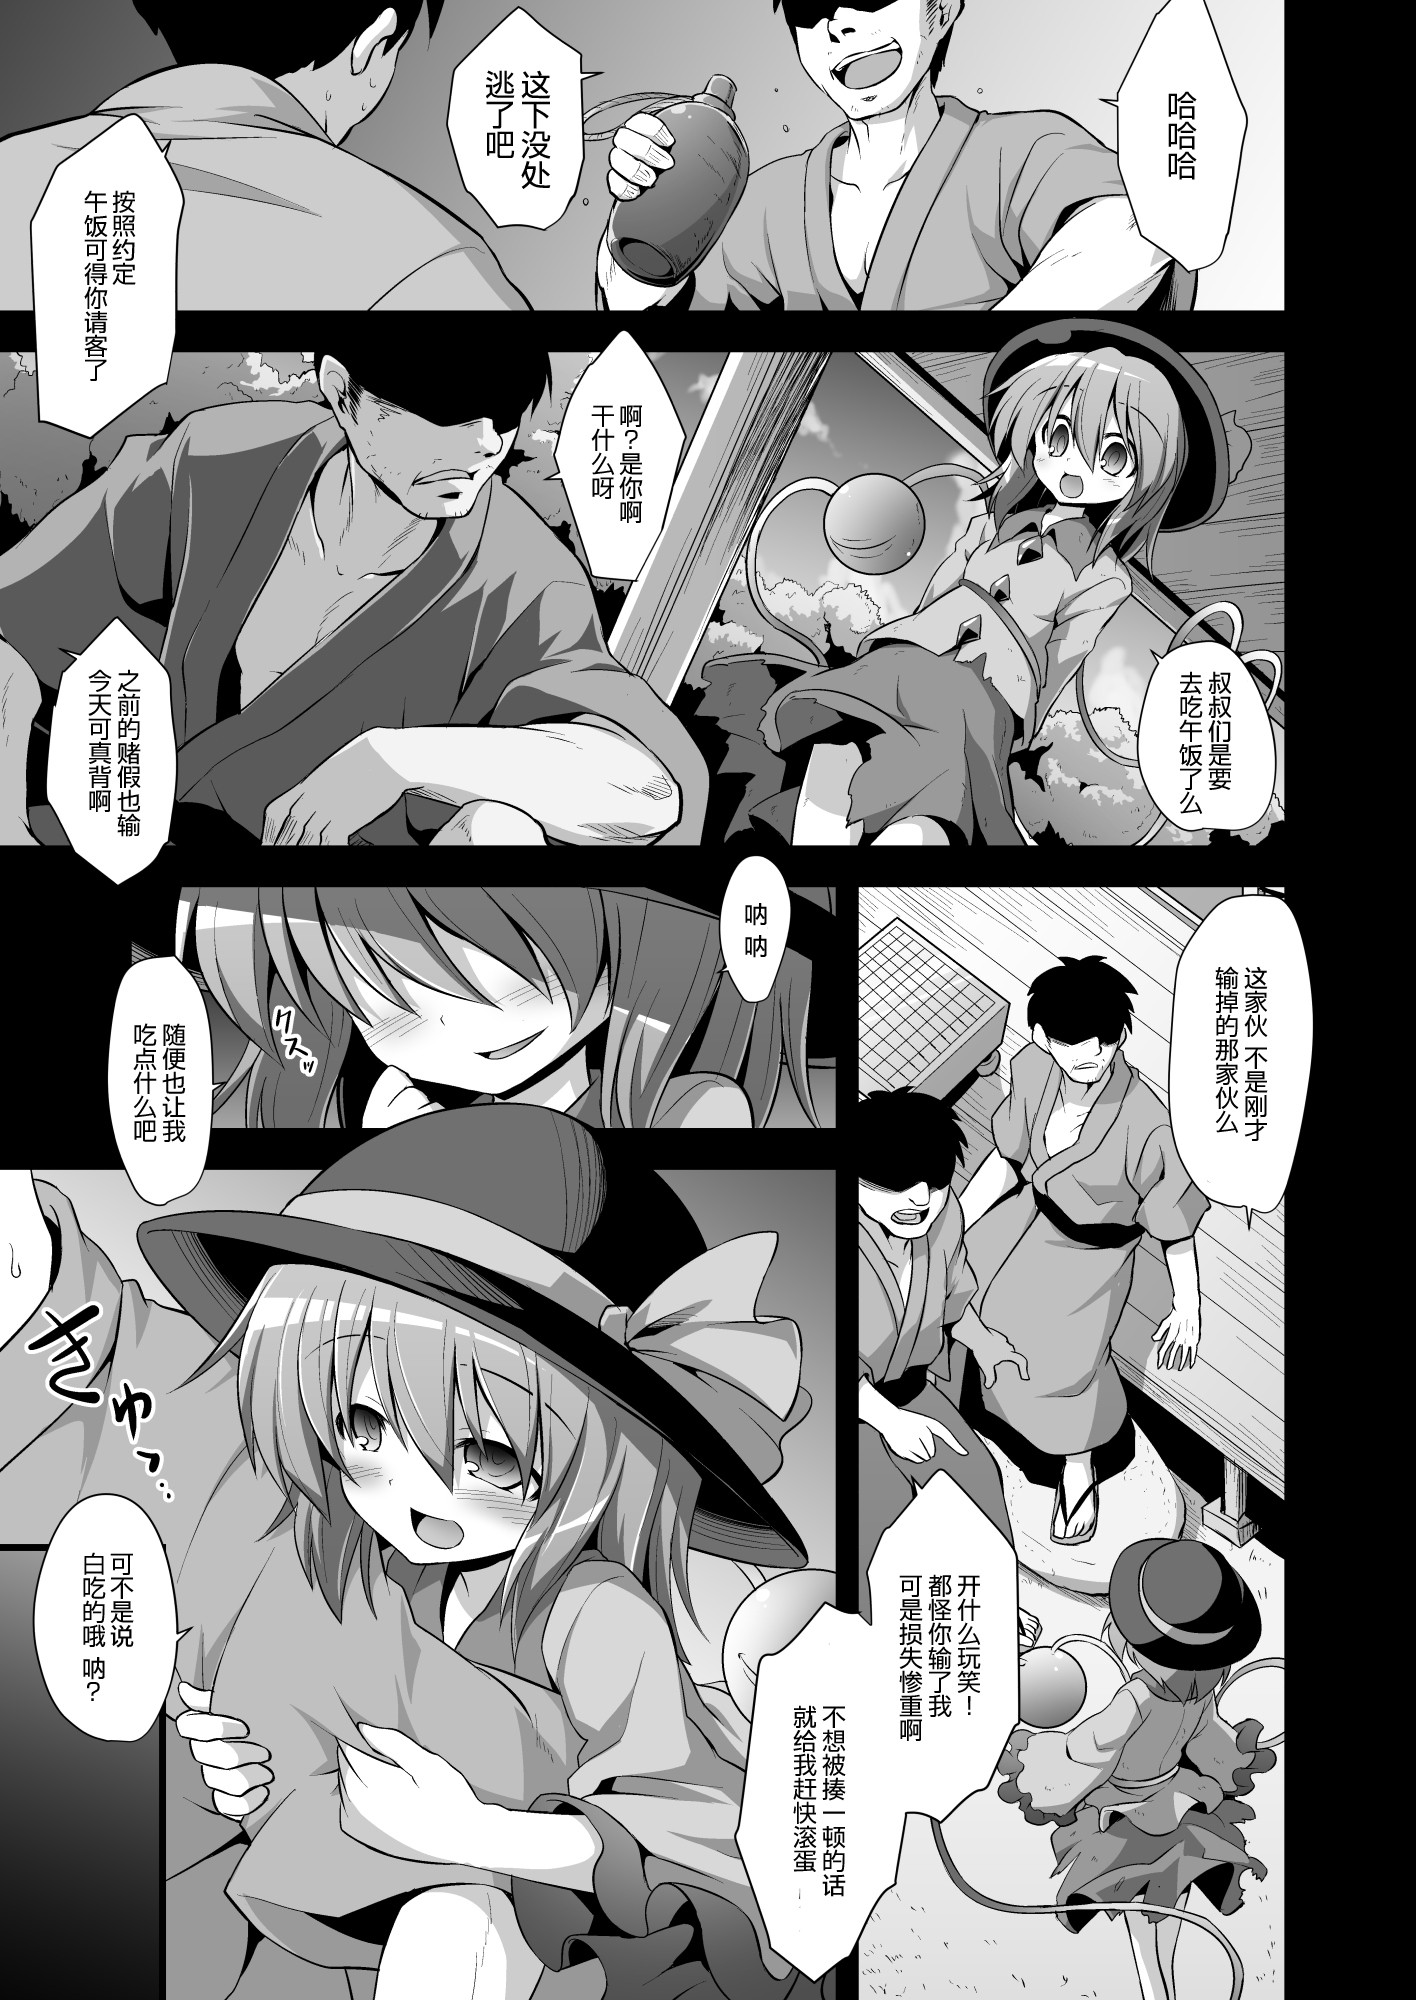 哈哈哈
这下没处
逃了吧
按照约定
午饭可得你请客了
叔叔们是要
去吃午饭了么
啊？是你啊
干什么呀
之前的赌假也输
今天可真背啊
这家伙 不是刚才
输掉的那家伙么
开什么玩笑！
都怪你输了我
可是损失惨重啊
不想被揍一顿的话
就给我赶快滚蛋
呐
呐
クスッ
随便也让我
吃点什么吧
きゅっ…
可不是说
白吃的哦 呐？